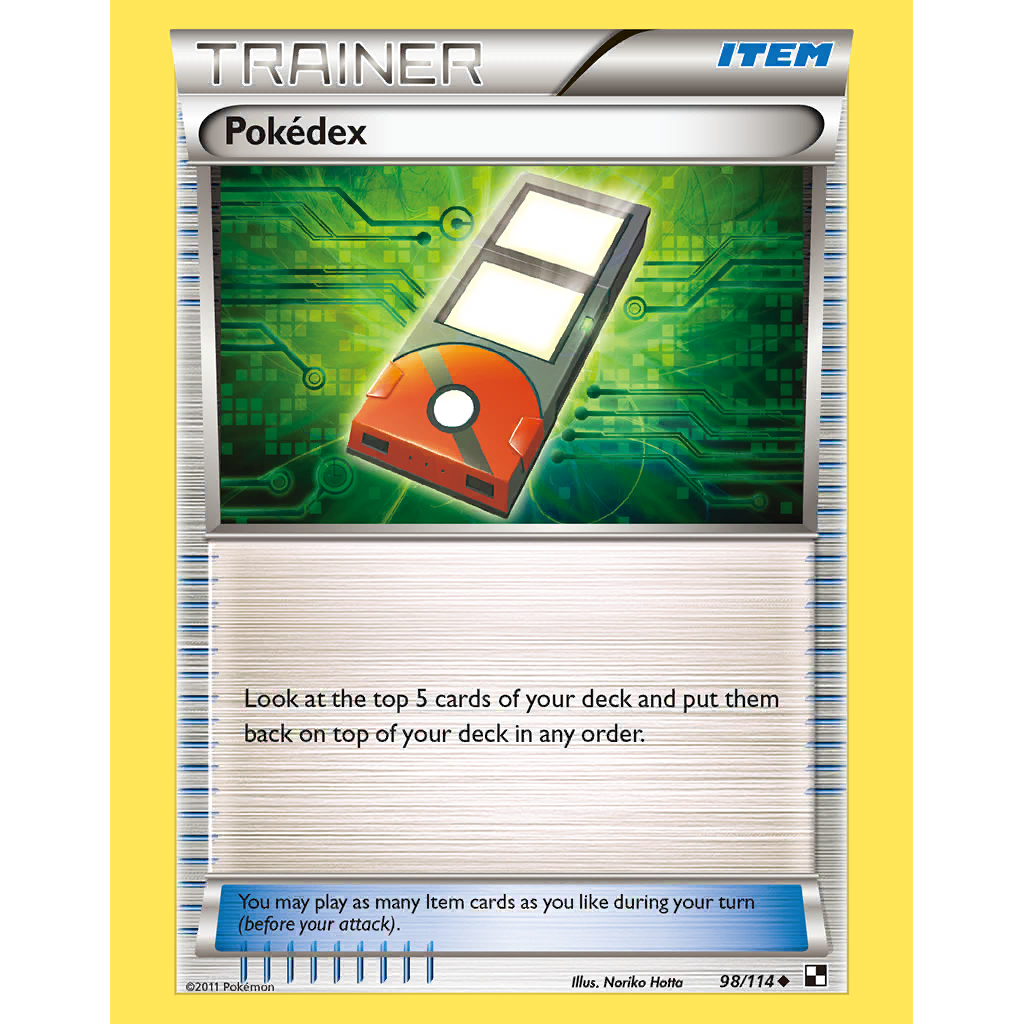 TRAINER
ITEM
Pokédex
Look at the top 5 cards of your deck and put them
back on top of your deck in any order.
You may play as many Item cards as you like during your turn
(before your attack).
©2011 Pokémon
Illus. Noriko Hotta
98/114